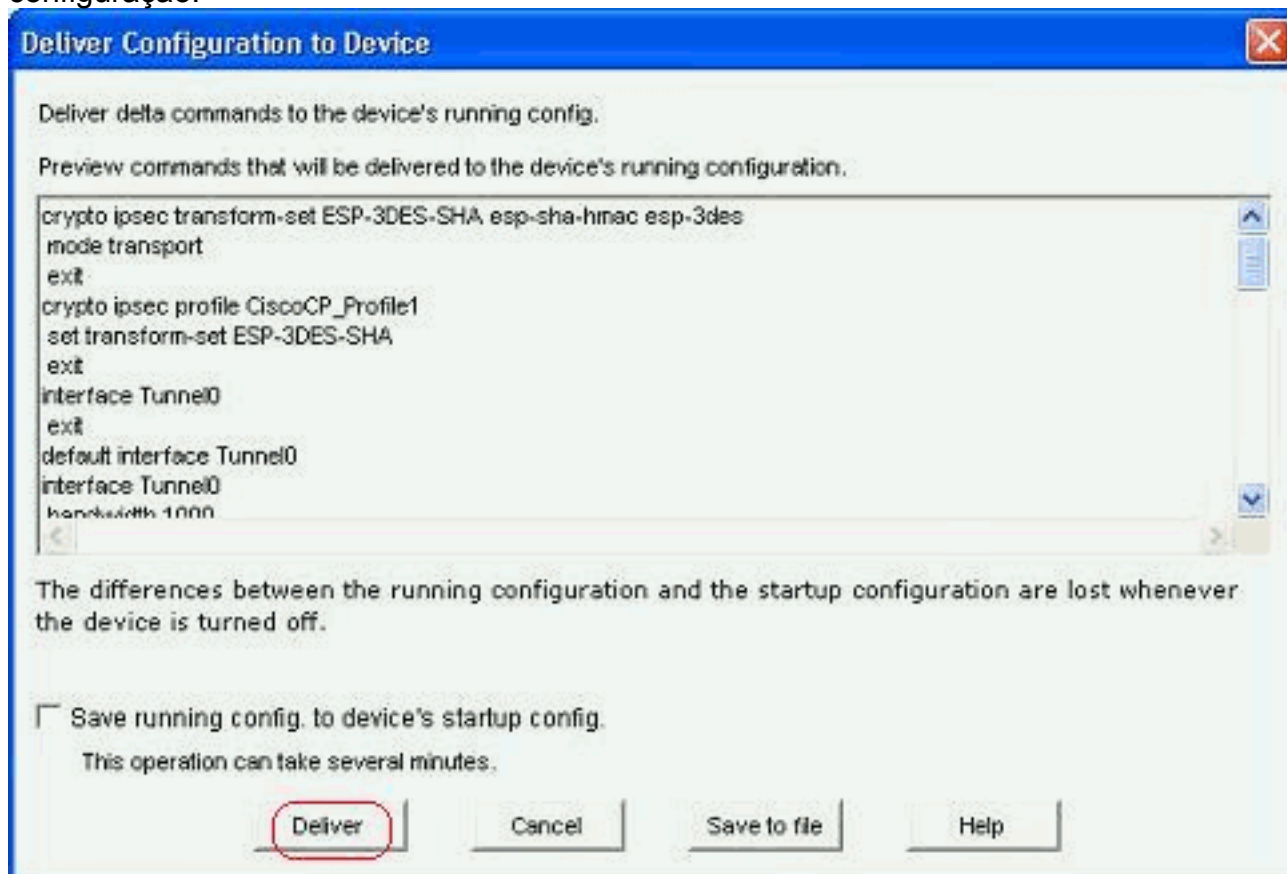 configuração.
Deliver Configuration to Device
Deliver delta commands to the device's running config.
Preview commands that will be delivered to the device's running configuration.
crypto ipsec transform-set ESP-3DES-SHA esp-sha-hmac esp-3des
mode transport
exit
crypto ipsec profile CiscoCP_Profile1
set transform-set ESP-3DES-SHA
exit
interface Tunnel0
exit
default interface Tunnel0
interface Tunnel0
bandwidth 1000
The differences between the running configuration and the startup configuration are lost whenever
the device is turned off.
Save running config. to device's startup config.
This operation can take several minutes.
Deliver Cancel Save to file Help